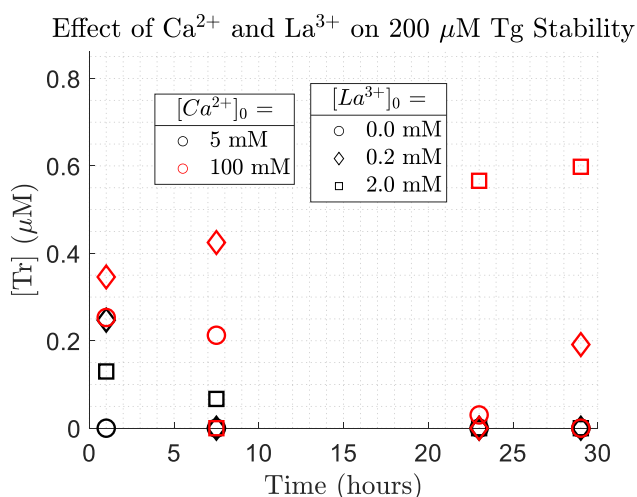 Effect of Ca²⁺ and La³⁺ on 200 μM Tg Stability
[Ca²⁺]₀ =
5 mM
100 mM
[La³⁺]₀ =
0.0 mM
0.2 mM
2.0 mM
[Tr] (μM)
0.8
0.6
0.4
0.2
0
0 5 10 15 20 25 30
Time (hours)